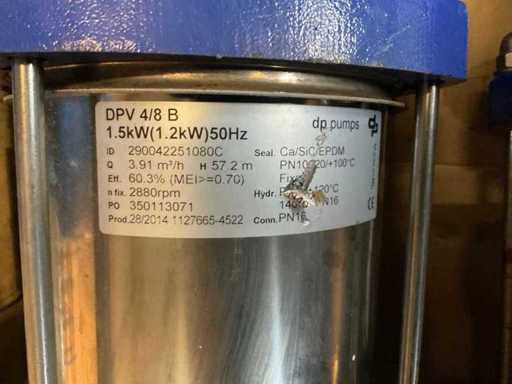 DPV 4/8 B
1.5kW(1.2kW)50Hz
dp pumps
ID 290042251080C
Seal. Ca/SiC/EPDM
Q 3.91 m³/h H 57.2 m
PN10 /+100°C
Eff. 60.3% (MEI>=0.70)
n fix. 2880rpm
Hydr.
PO 350113071
Prod.28/2014 1127665-4522
Conn. PN16
CE